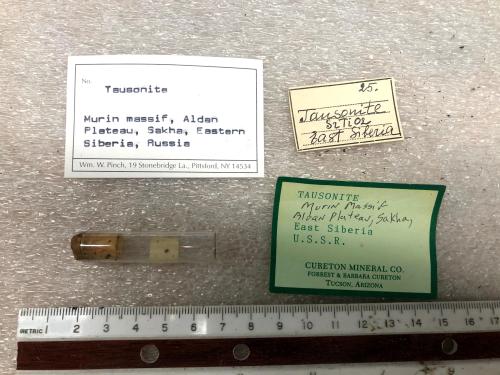 No.
Tausonite
Murin massif, Aldan
Plateau, Sakha, Eastern
Siberia, Russia
Wm. W. Pinch, 19 Stonebridge La., Pittsford, NY 14534
25.
Tausonite
SrTiO2
East Siberia
TAUSONITE
Murin Massif
Aldan Plateau, Sakha,
East Siberia
U.S.S.R.
CURETON MINERAL CO.
FORREST & BARBARA CURETON
TUCSON, ARIZONA
METRIC 1 2 3 4 5 6 7 8 9 10 11 12 13 14 15 16